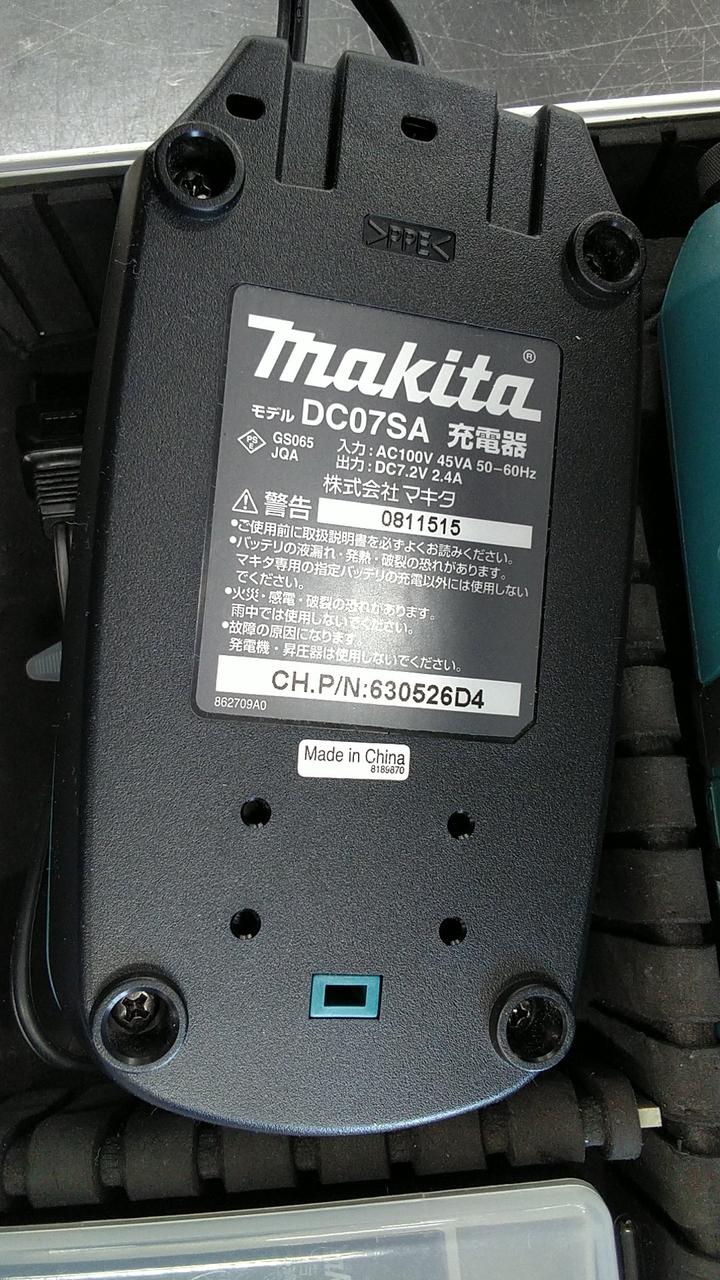 >PPE<
makita®
モデル DC07SA 充電器
PSE GS065 JQA
入力:AC100V 45VA 50-60Hz
出力:DC7.2V 2.4A
株式会社マキタ
警告 0811515
•ご使用前に取扱説明書を必ずよくお読みください。
•バッテリの液漏れ・発熱・破裂の恐れがあります。
マキタ専用の指定バッテリの充電以外には使用しない
でください。
•火災・感電・破裂の恐れがあります。
雨中では使用しないでください。
•故障の原因になります。
発電機・昇圧器は使用しないでください。
CH.P/N:630526D4
862709A0
Made in China
8189870